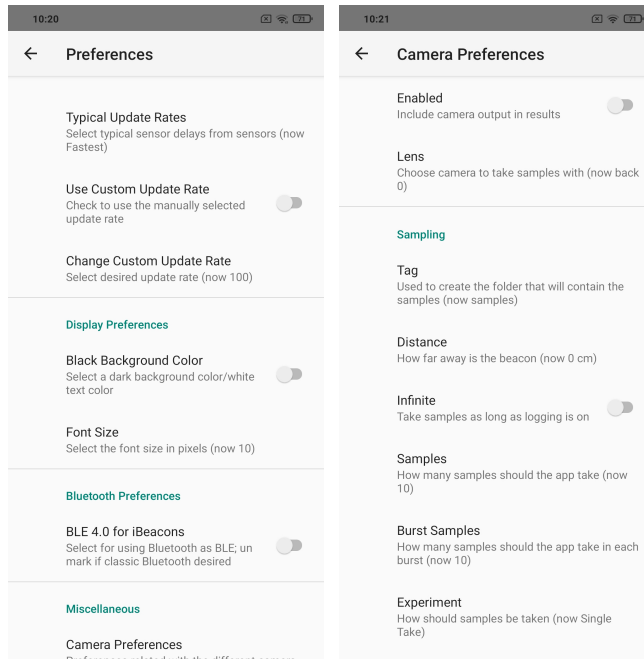 10:20
71
Preferences
Typical Update Rates
Select typical sensor delays from sensors (now
Fastest)
Use Custom Update Rate
Check to use the manually selected
update rate
Change Custom Update Rate
Select desired update rate (now 100)
Display Preferences
Black Background Color
Select a dark background color/white
text color
Font Size
Select the font size in pixels (now 10)
Bluetooth Preferences
BLE 4.0 for iBeacons
Select for using Bluetooth as BLE; un
mark if classic Bluetooth desired
Miscellaneous
Camera Preferences
Preferences related with the different camera
10:21
71
Camera Preferences
Enabled
Include camera output in results
Lens
Choose camera to take samples with (now back
0)
Sampling
Tag
Used to create the folder that will contain the
samples (now samples)
Distance
How far away is the beacon (now 0 cm)
Infinite
Take samples as long as logging is on
Samples
How many samples should the app take (now
10)
Burst Samples
How many samples should the app take in each
burst (now 10)
Experiment
How should samples be taken (now Single
Take)